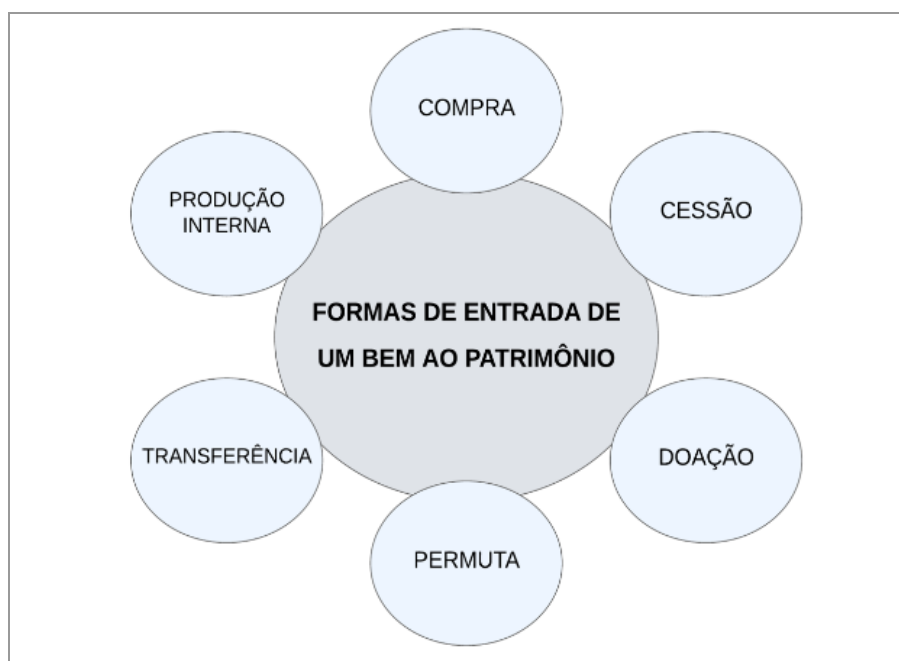 COMPRA
PRODUÇÃO
INTERNA
CESSÃO
FORMAS DE ENTRADA DE
UM BEM AO PATRIMÔNIO
TRANSFERÊNCIA
DOAÇÃO
PERMUTA